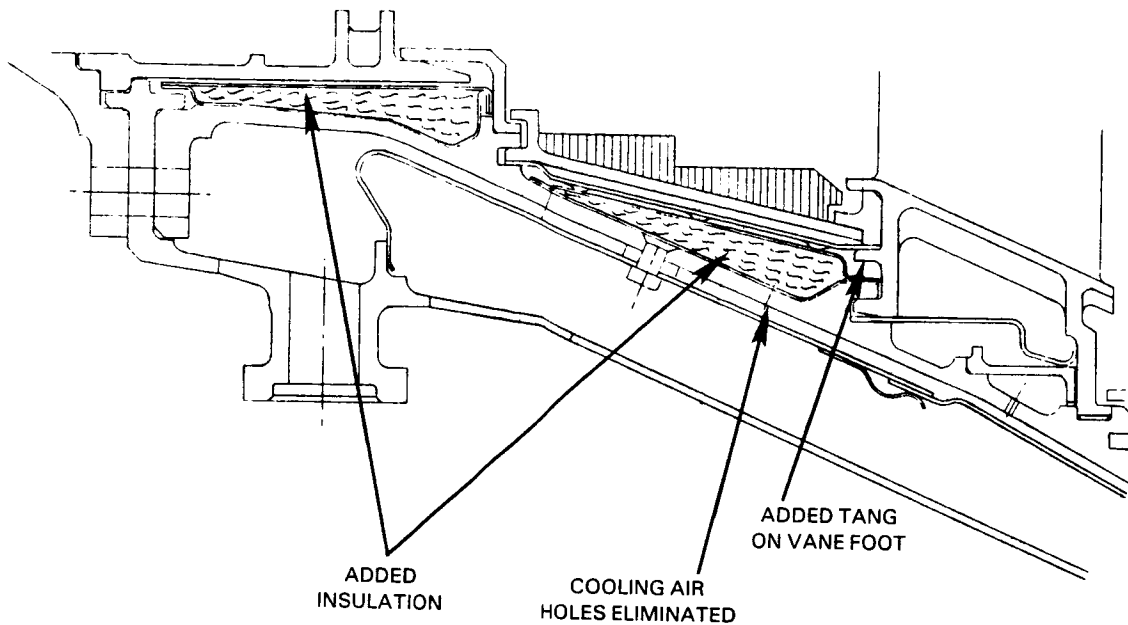 ADDED TANG
ON VANE FOOT
ADDED
INSULATION
COOLING AIR
HOLES ELIMINATED